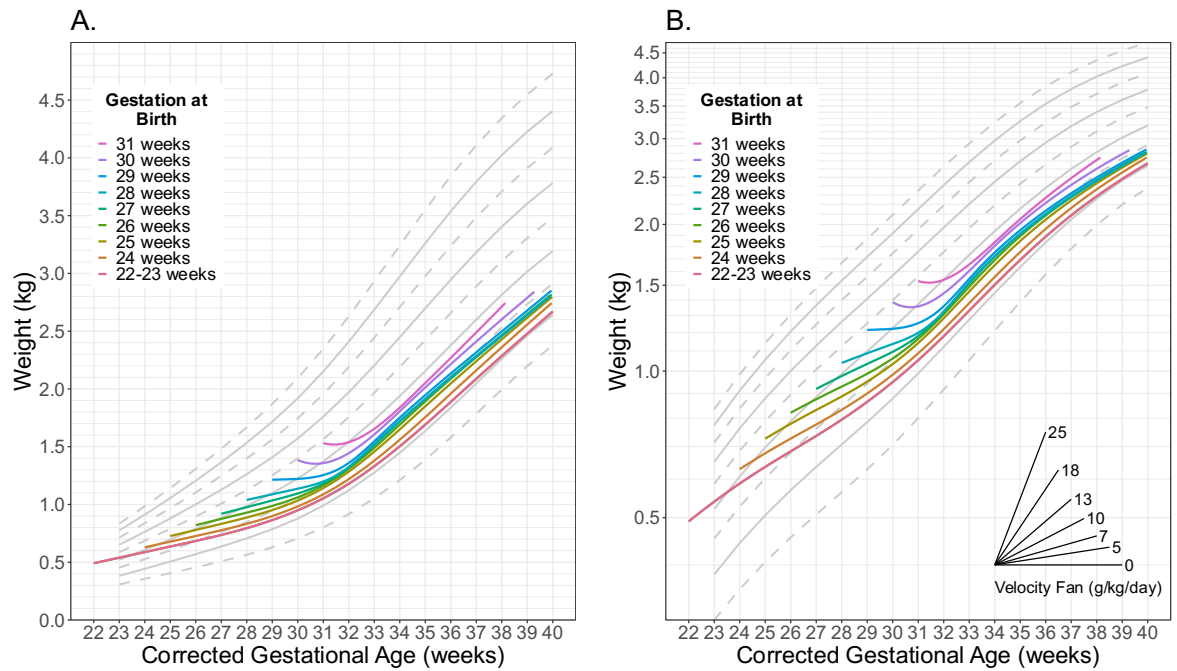 A.
Weight (kg)
4.5
4.0
3.5
3.0
2.5
2.0
1.5
1.0
0.5
0.0
Gestation at
Birth
31 weeks
30 weeks
29 weeks
28 weeks
27 weeks
26 weeks
25 weeks
24 weeks
22-23 weeks
22 23 24 25 26 27 28 29 30 31 32 33 34 35 36 37 38 39 40
Corrected Gestational Age (weeks)
B.
Weight (kg)
4.5
4.0
3.5
3.0
2.5
2.0
1.5
1.0
0.5
Gestation at
Birth
31 weeks
30 weeks
29 weeks
28 weeks
27 weeks
26 weeks
25 weeks
24 weeks
22-23 weeks
25
18
13
10
7
5
0
Velocity Fan (g/kg/day)
22 23 24 25 26 27 28 29 30 31 32 33 34 35 36 37 38 39 40
Corrected Gestational Age (weeks)